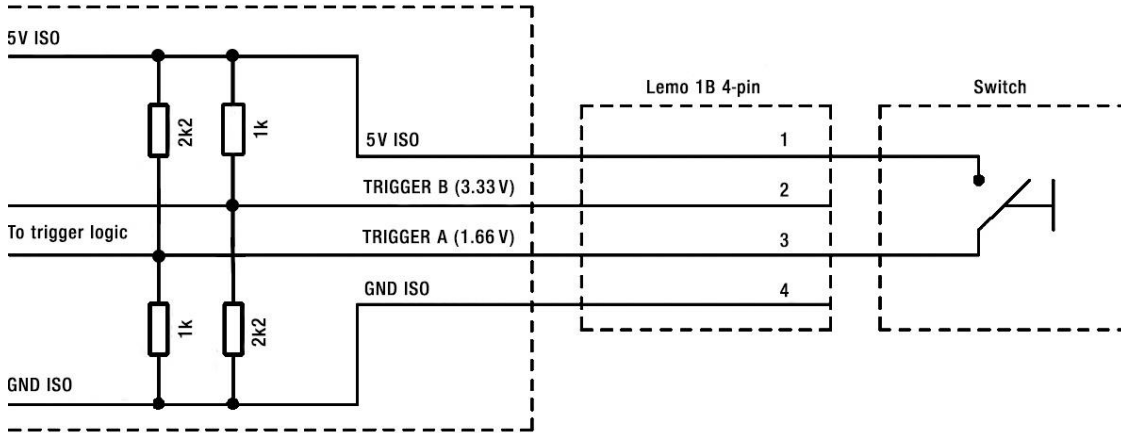 5V ISO
Lemo 1B 4-pin
Switch
2k2
1k
5V ISO
1
TRIGGER B (3.33 V)
2
To trigger logic
TRIGGER A (1.66 V)
3
GND ISO
4
1k
2k2
GND ISO